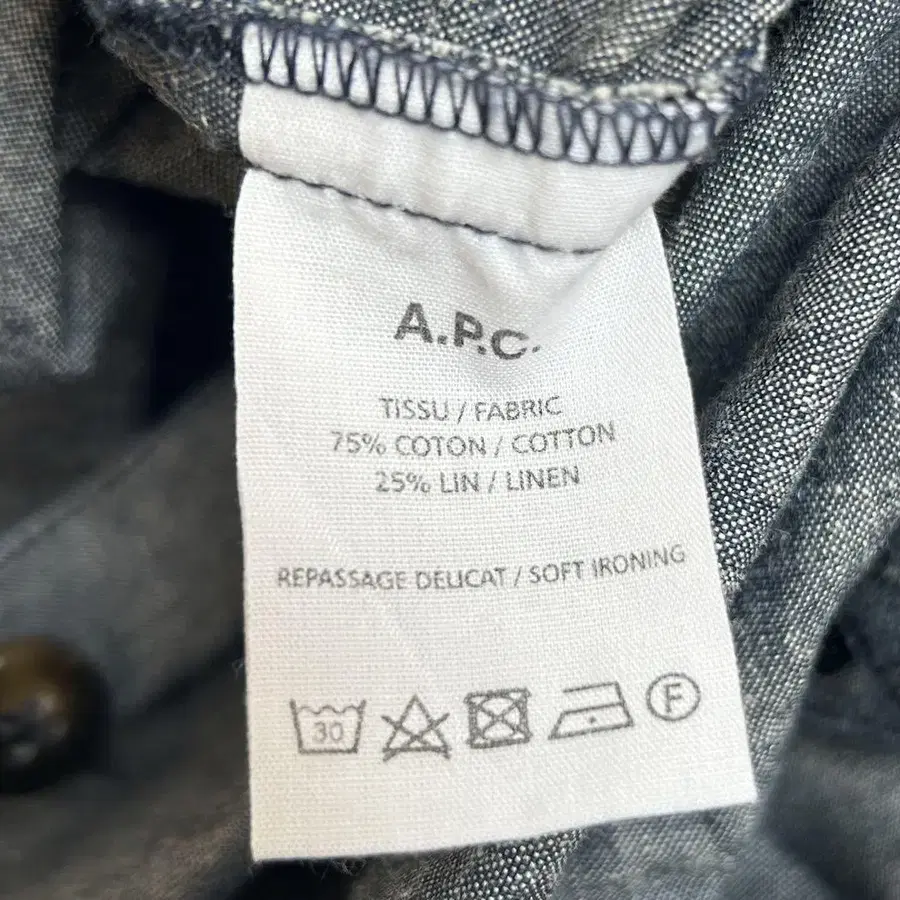 A.P.C.
TISSU / FABRIC
75% COTON / COTTON
25% LIN / LINEN
REPASSAGE DELICAT / SOFT IRONING
30
F